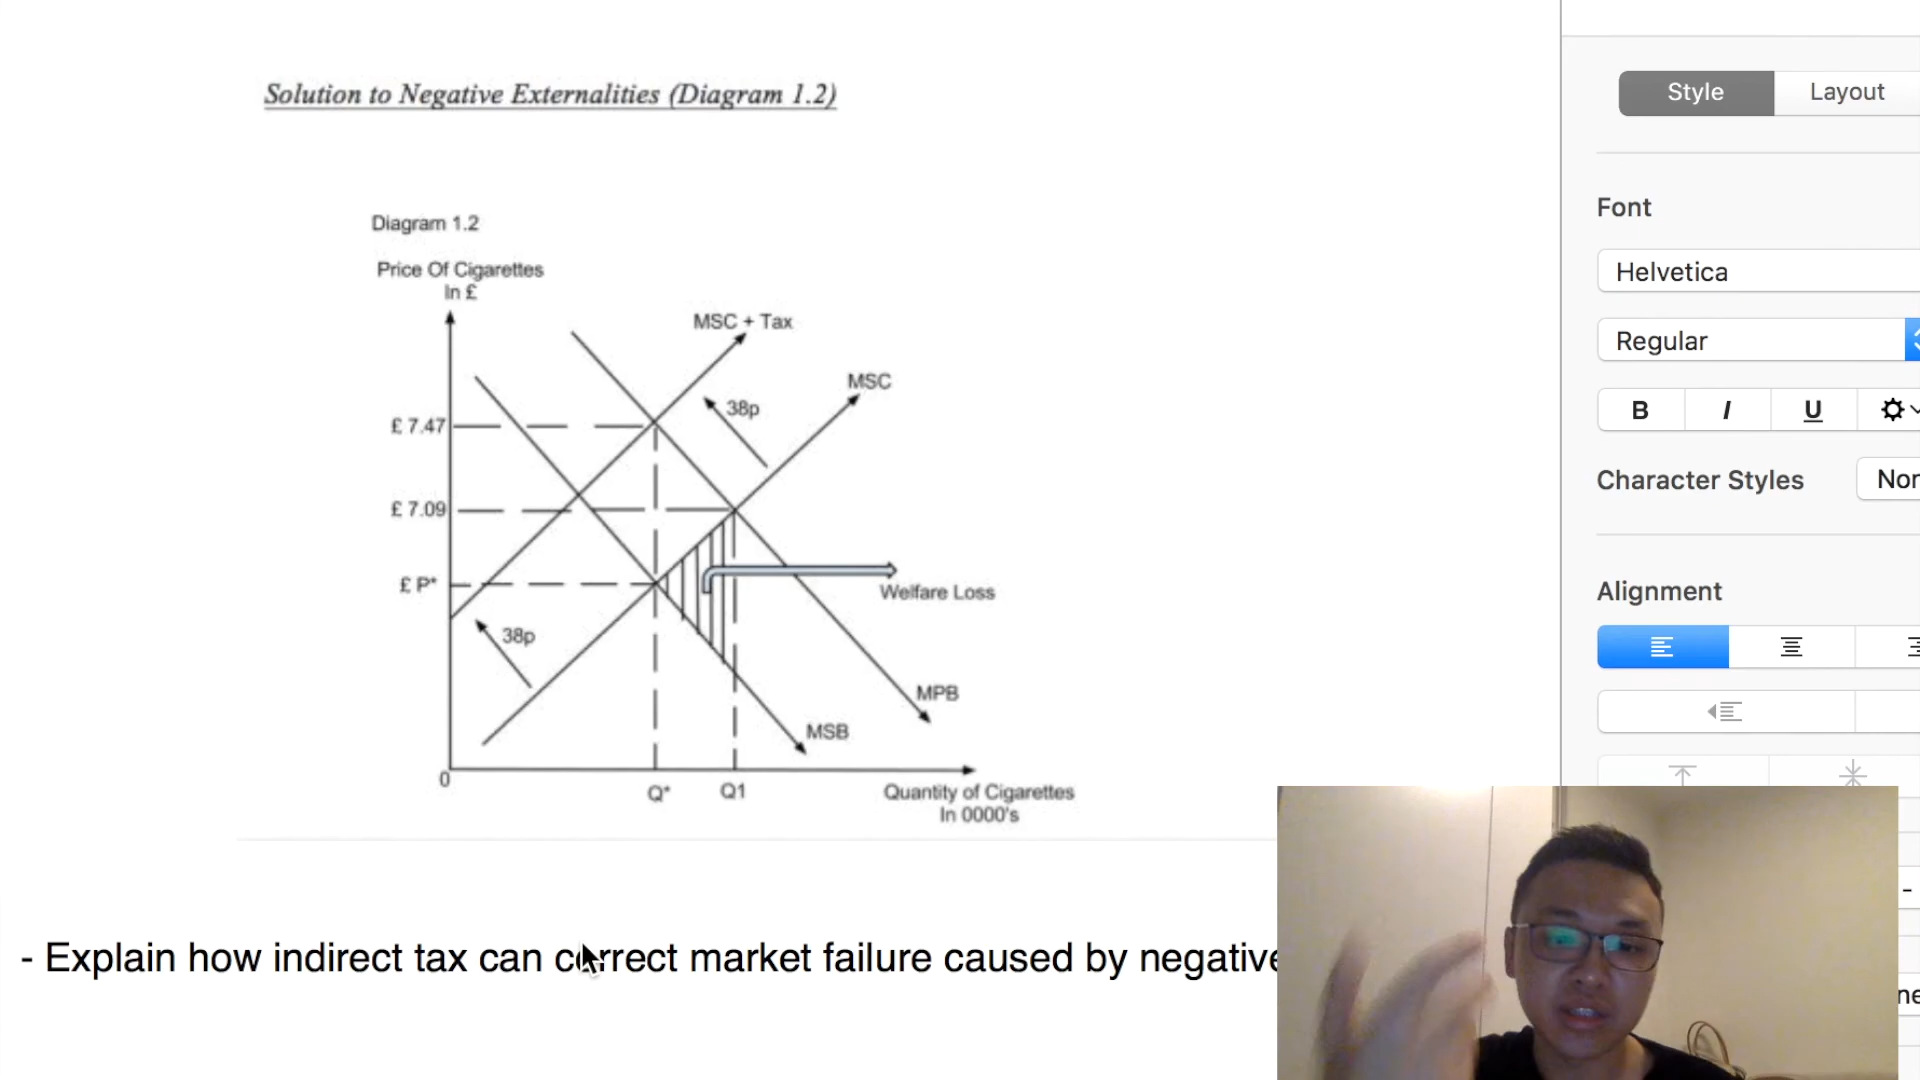 Solution to Negative Externalities (Diagram 1.2)
Diagram 1.2
Price Of Cigarettes
In £
MSC + Tax
MSC
38p
£ 7.47
£ 7.09
£ P*
Welfare Loss
38p
MPB
MSB
0
Q*
Q1
Quantity of Cigarettes
In 0000's
- Explain how indirect tax can correct market failure caused by negative
Style
Layout
Font
Helvetica
Regular
B I U
Character Styles
Alignment